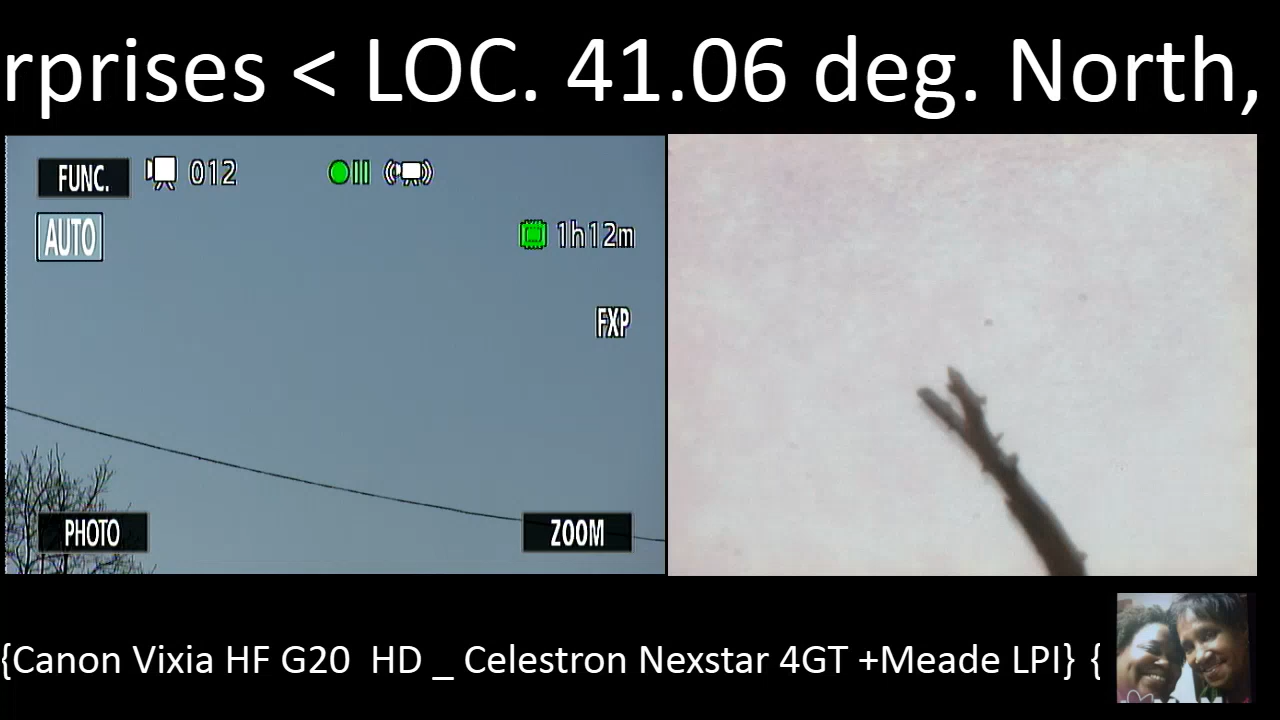 rprises < LOC. 41.06 deg. North,
FUNC. 012
AUTO
1h12m
FXP
PHOTO ZOOM
{Canon Vixia HF G20 HD _ Celestron Nexstar 4GT +Meade LPI} {